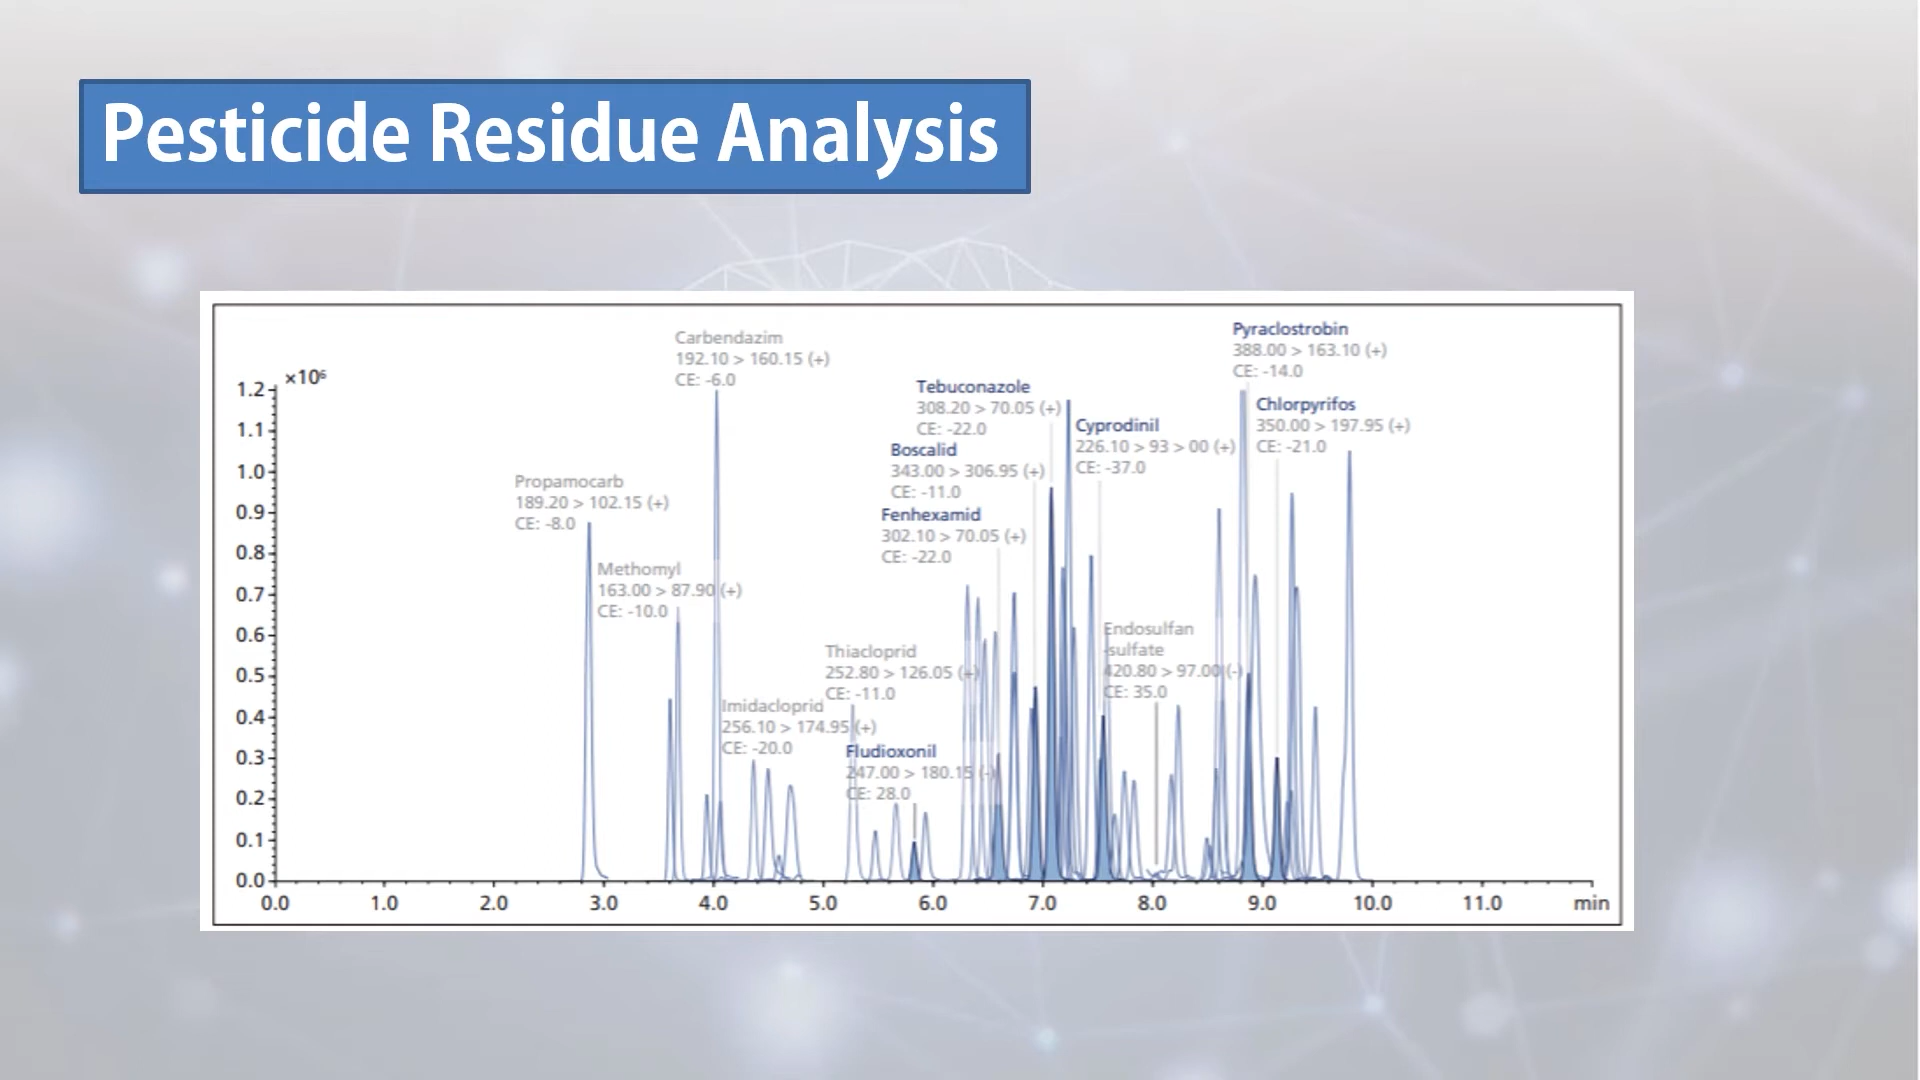 Pesticide Residue Analysis
×10⁶
Carbendazim
192.10 > 160.15 (+)
CE: -6.0
Propamocarb
189.20 > 102.15 (+)
CE: -8.0
Methomyl
163.00 > 87.90 (+)
CE: -10.0
Thiacloprid
252.80 > 126.05 (+)
CE: -11.0
Imidacloprid
256.10 > 174.95 (+)
CE: -20.0
Fludioxonil
247.00 > 180.15 (-)
CE: 28.0
Tebuconazole
308.20 > 70.05 (+)
CE: -22.0
Boscalid
343.00 > 306.95 (+)
CE: -11.0
Fenhexamid
302.10 > 70.05 (+)
CE: -22.0
Cyprodinil
226.10 > 93 > 00 (+)
CE: -37.0
Endosulfan
-sulfate
420.80 > 97.00 (-)
CE: 35.0
Pyraclostrobin
388.00 > 163.10 (+)
CE: -14.0
Chlorpyrifos
350.00 > 197.95 (+)
CE: -21.0
1.2
1.1
1.0
0.9
0.8
0.7
0.6
0.5
0.4
0.3
0.2
0.1
0.0
0.0 1.0 2.0 3.0 4.0 5.0 6.0 7.0 8.0 9.0 10.0 11.0 min